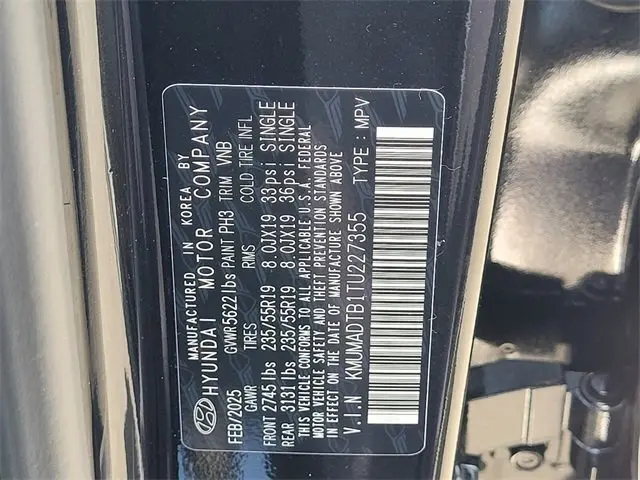 MANUFACTURED IN KOREA BY
HYUNDAI MOTOR COMPANY
FEB/2025 GVWR5622lbs PAINT PH3 TRIM VNB
GAWR TIRES RIMS COLD TIRE INFL
FRONT 2745lbs 235/55R19 8.0JX19 33psi SINGLE
REAR 3131lbs 235/55R19 8.0JX19 36psi SINGLE
THIS VEHICLE CONFORMS TO ALL APPLICABLE U.S.A. FEDERAL
MOTOR VEHICLE SAFETY AND THEFT PREVENTION STANDARDS
IN EFFECT ON THE DATE OF MANUFACTURE SHOWN ABOVE
V.I.N KMUMADTB1TU227355 TYPE : MPV